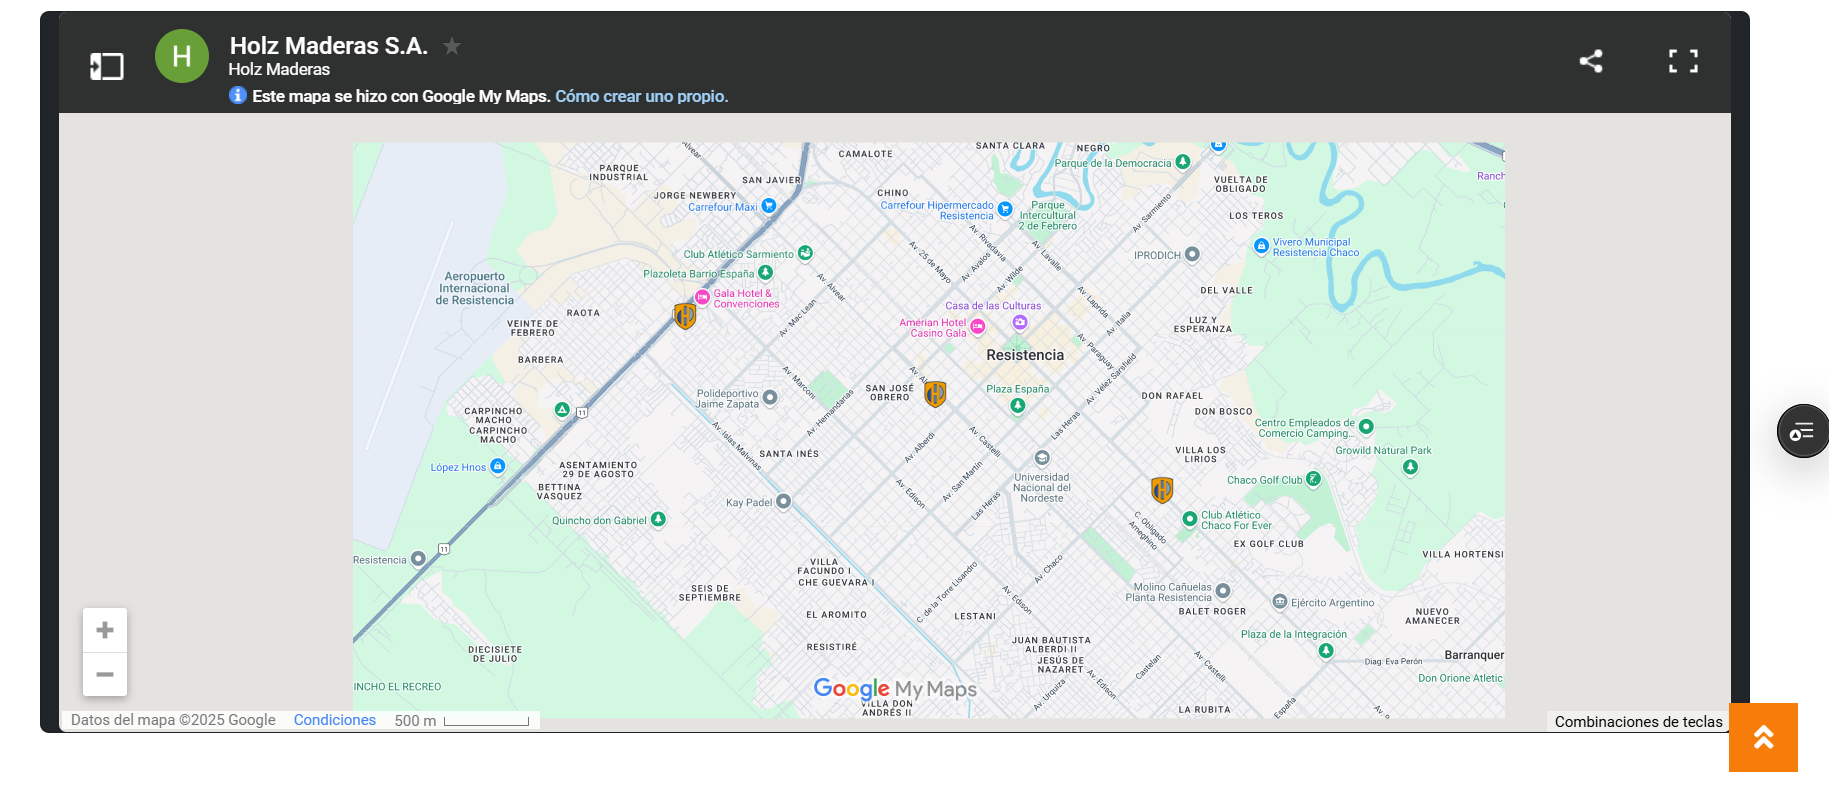 H
Holz Maderas S.A.
Holz Maderas
Este mapa se hizo con Google My Maps. Cómo crear uno propio.
Alvear
CAMALOTE
SANTA CLARA
NEGRO
Parque de la Democracia
PARQUE
INDUSTRIAL
SAN JAVIER
VUELTA DE
OBLIGADO
Ranch
JORGE NEWBERY
CHINO
Carrefour Maxi
Carrefour Hipermercado
Resistencia
Parque
Intercultural
2 de Febrero
Av. Sarmiento
LOS TEROS
Av. Rivadavia
Av. 25 de Mayo
Av. Avalos
Av. Lavalle
Vivero Municipal
Resistencia Chaco
Club Atlético Sarmiento
IPRODICH
Plazoleta Barrio España
Av. Wilde
Aeropuerto
Internacional
de Resistencia
Av. Alvear
Gala Hotel &
Convenciones
DEL VALLE
Casa de las Culturas
Av. Laprida
RAOTA
Av. Mac Lean
Amérian Hotel
Casino Gala
Av. Italia
LUZ Y
ESPERANZA
VEINTE DE
FEBRERO
Av. Paraguay
Resistencia
BARBERA
Av. Vélez Sarsfield
Av. Marconi
SAN JOSÉ
OBRERO
Plaza España
Polideportivo
Jaime Zapata
Av. Hernandarias
DON RAFAEL
CARPINCHO
MACHO
CARPINCHO
MACHO
11
DON BOSCO
Las Heras
Centro Empleados de
Comercio Camping...
Av. Islas Malvinas
Av. Alberdi
Av. Castelli
SANTA INÉS
VILLA LOS
LIRIOS
Growild Natural Park
López Hnos
ASENTAMIENTO
29 DE AGOSTO
Av. San Martín
Universidad
Nacional del
Nordeste
Chaco Golf Club
BETTINA
VASQUEZ
Av. Edison
Kay Padel
Las Heras
Quincho don Gabriel
C. Obligado
Ameghino
Club Atlético
Chaco For Ever
11
EX GOLF CLUB
Resistencia
VILLA HORTENSI
VILLA
FACUNDO I
CHE GUEVARA I
Av. Chaco
C. de la Torre Lisandro
SEIS DE
SEPTIEMBRE
Molino Cañuelas
Planta Resistencia
Av. Edison
Ejército Argentino
EL AROMITO
LESTANI
BALET ROGER
NUEVO
AMANECER
Plaza de la Integración
RESISTIRÉ
JUAN BAUTISTA
ALBERDI II
DIECISIETE
DE JULIO
JESÚS DE
NAZARET
Castelan
Av. Castelli
Diag. Eva Perón
Barranquer
Don Orione Atletic
INCHO EL RECREO
Google My Maps
Av. Urquiza
Av. Edison
VILLA DON
ANDRÉS II
España
LA RUBITA
Av.
Datos del mapa ©2025 Google
Condiciones
500 m
Combinaciones de teclas